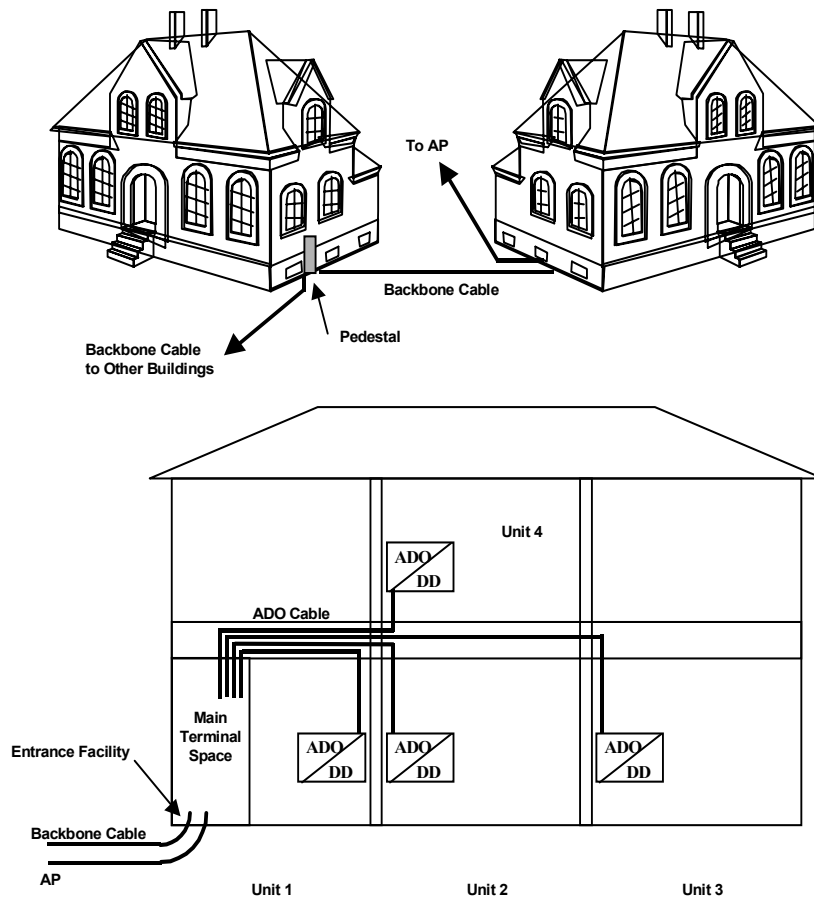 To AP
Backbone Cable
Pedestal
Backbone Cable
to Other Buildings
Unit 4
ADO
DD
ADO Cable
Main
Terminal
Space
Entrance Facility
ADO
DD
ADO
DD
ADO
DD
Backbone Cable
AP
Unit 1
Unit 2
Unit 3